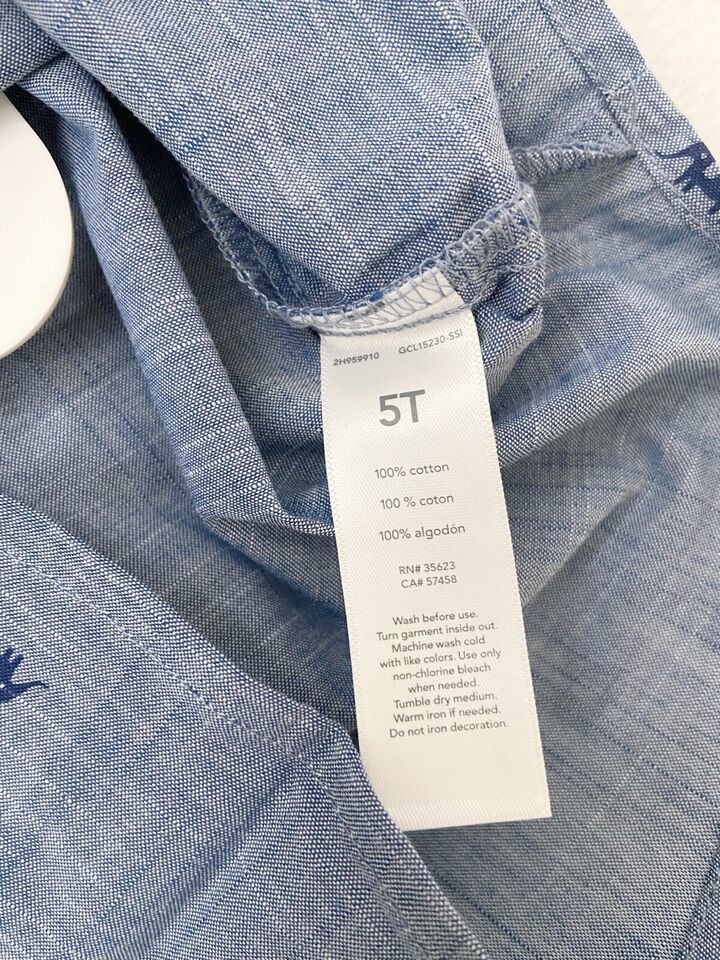 2H959910 GCL15230-SSI
5T
100% cotton
100 % coton
100% algodón
RN# 35623
CA# 57458
Wash before use.
Turn garment inside out.
Machine wash cold
with like colors. Use only
non-chlorine bleach
when needed.
Tumble dry medium.
Warm iron if needed.
Do not iron decoration.